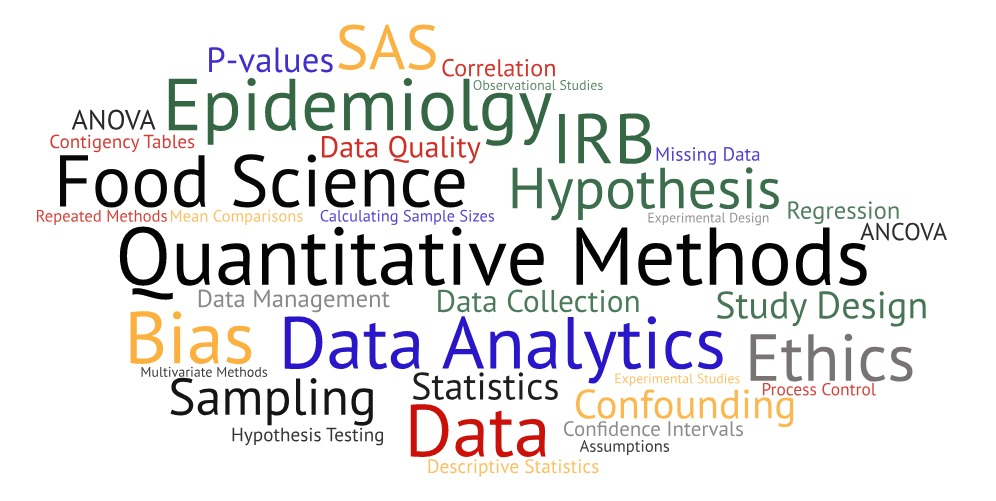 SAS
P-values
Correlation
Observational Studies
Epidemiolgy
ANOVA
IRB
Contigency Tables
Data Quality
Missing Data
Food Science
Hypothesis
Repeated Methods
Mean Comparisons
Calculating Sample Sizes
Experimental Design
Regression
ANCOVA
Quantitative Methods
Data Management
Data Collection
Study Design
Bias
Data Analytics
Ethics
Multivariate Methods
Statistics
Experimental Studies
Process Control
Sampling
Confounding
Data
Hypothesis Testing
Confidence Intervals
Assumptions
Descriptive Statistics